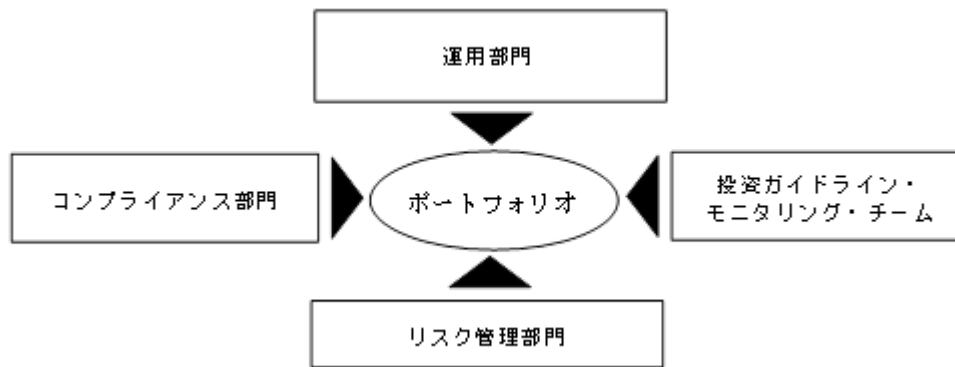 運用部門
コンプライアンス部門
ポートフォリオ
投資ガイドライン・
モニタリング・チーム
リスク管理部門